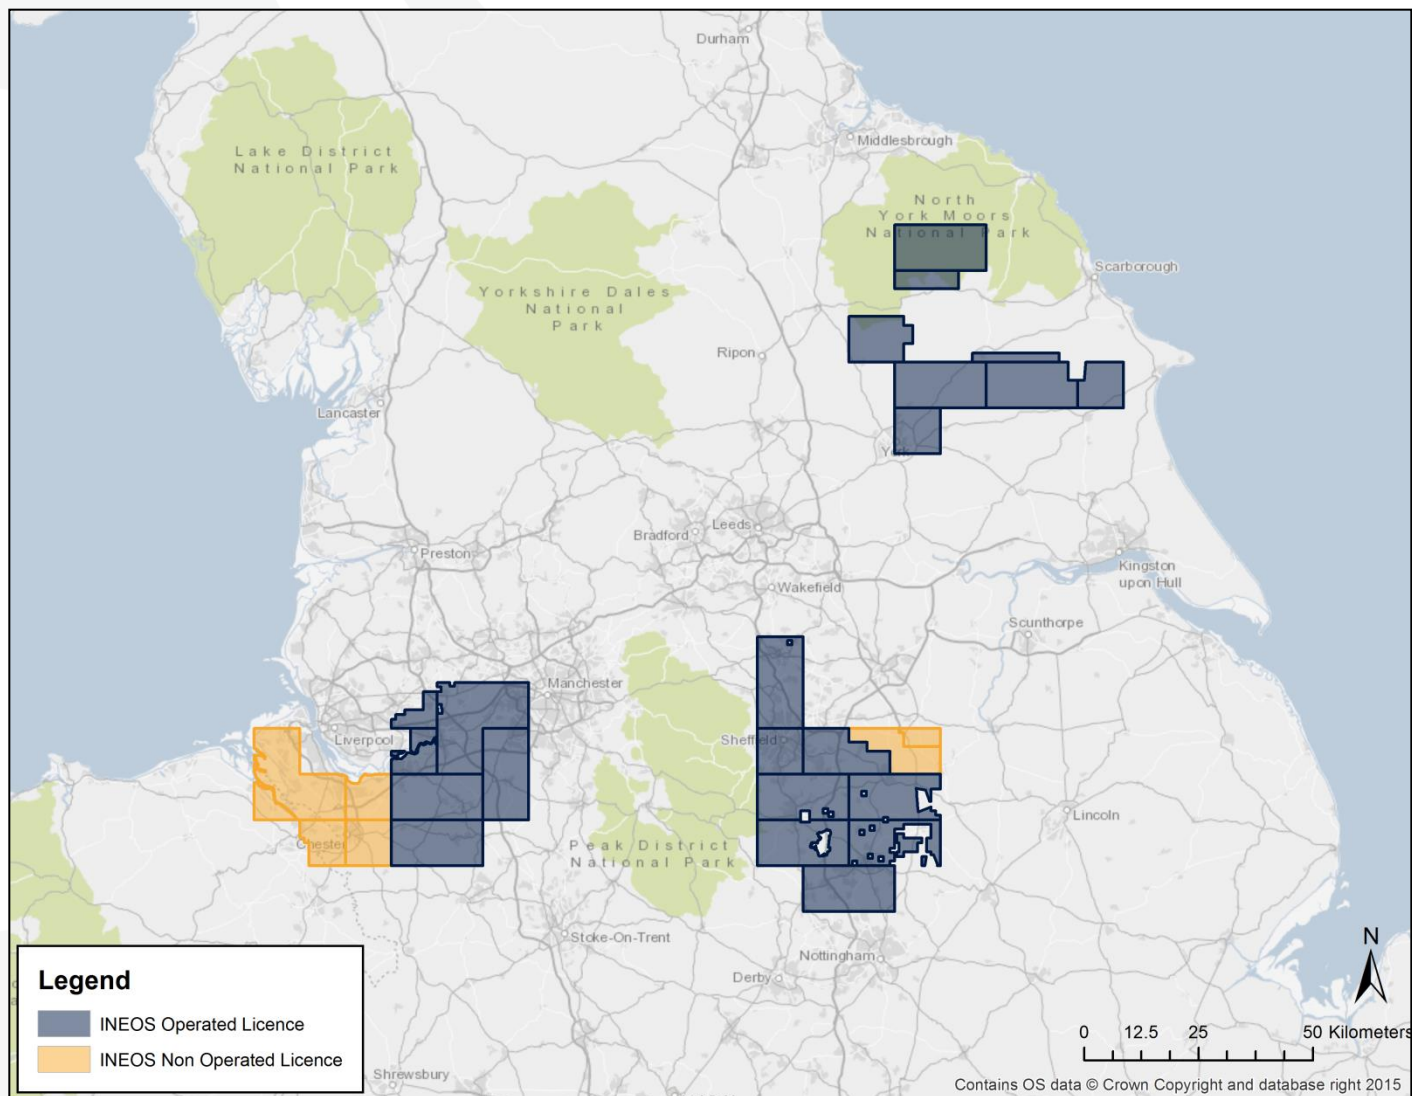 Durham
Middlesbrough
Lake District
National Park
North
York Moors
National Park
Scarborough
Yorkshire Dales
National
Park
Ripon
Lancaster
York
Leeds
Bradford
Preston
Kingston
upon Hull
Wakefield
Scunthorpe
Manchester
Liverpool
Sheffield
Lincoln
Chester
Peak District
National Park
Stoke-On-Trent
Nottingham
Derby
N
Legend
INEOS Operated Licence
INEOS Non Operated Licence
0 12.5 25 50 Kilometers
Shrewsbury
Contains OS data © Crown Copyright and database right 2015